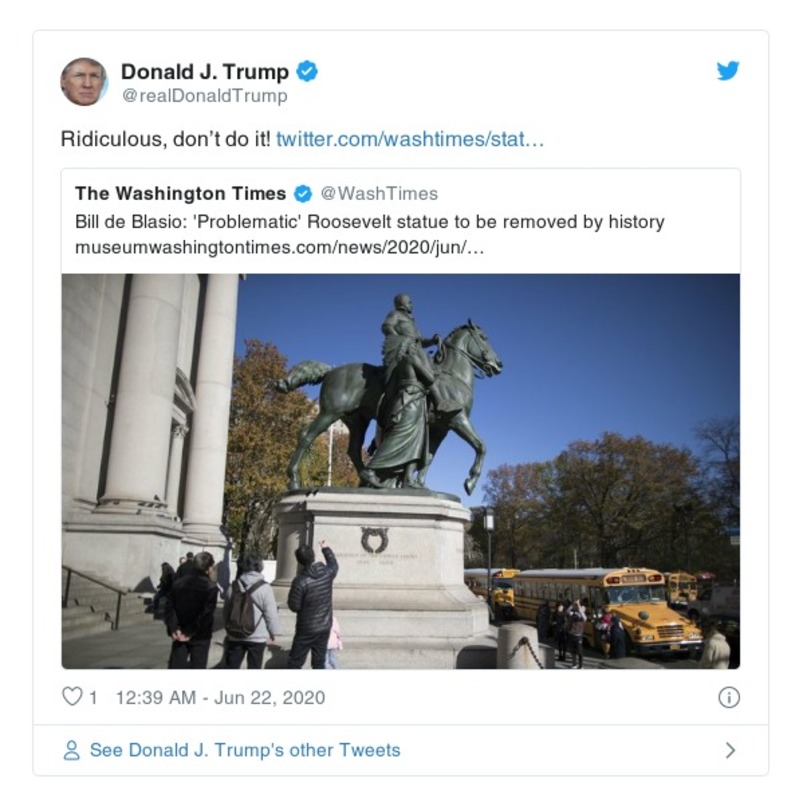 Donald J. Trump
@realDonaldTrump
Ridiculous, don’t do it! twitter.com/washtimes/stat…
The Washington Times @WashTimes
Bill de Blasio: 'Problematic' Roosevelt statue to be removed by history
museumwashingtontimes.com/news/2020/jun/…
1 12:39 AM - Jun 22, 2020
See Donald J. Trump's other Tweets